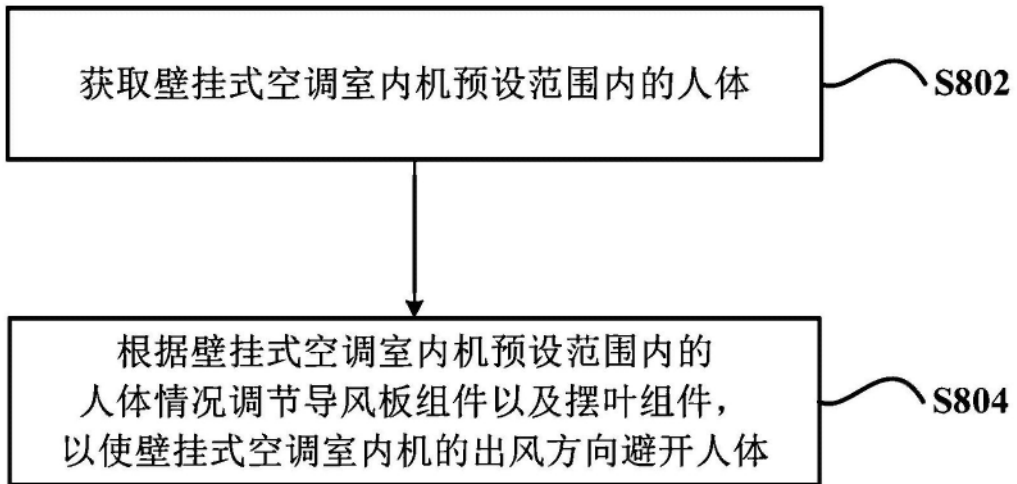 获取壁挂式空调室内机预设范围内的人体
S802
根据壁挂式空调室内机预设范围内的
人体情况调节导风板组件以及摆叶组件，
以使壁挂式空调室内机的出风方向避开人体
S804